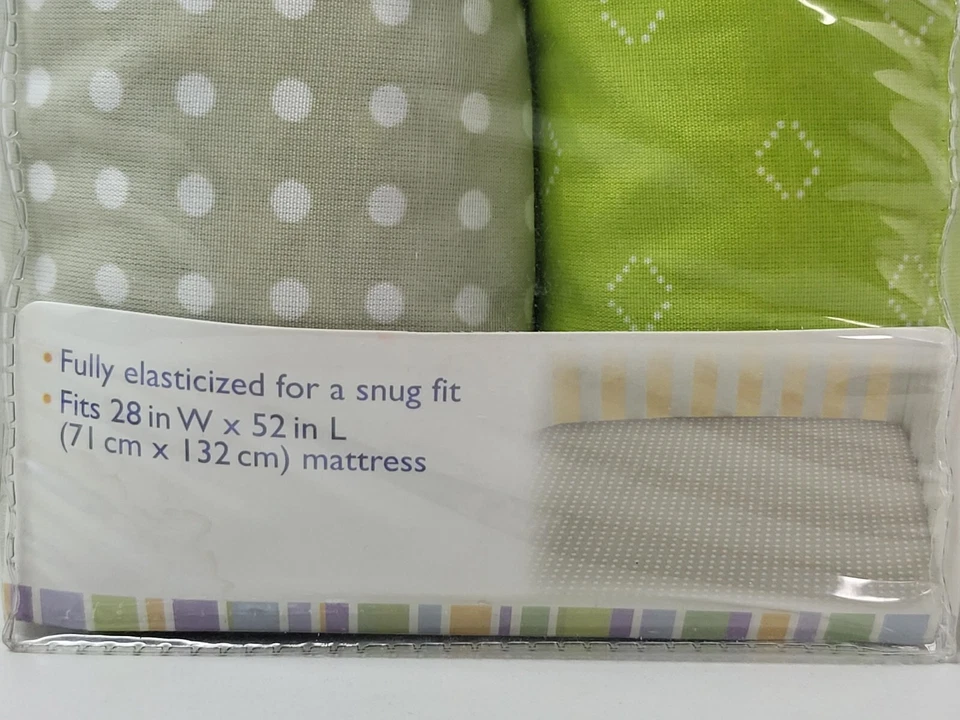 • Fully elasticized for a snug fit
• Fits 28 in W x 52 in L
(71 cm x 132 cm) mattress